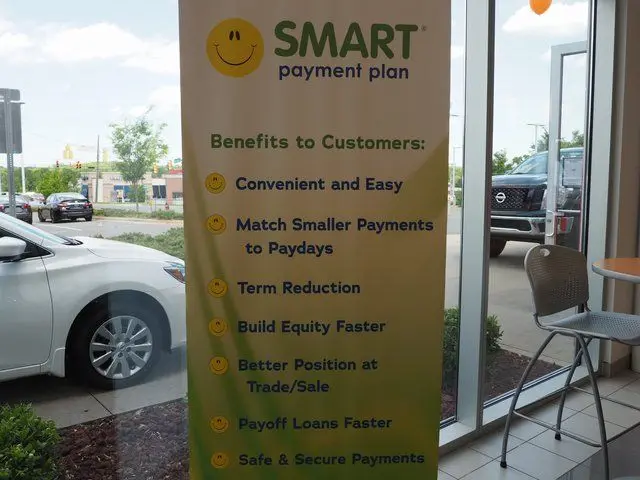 SMART®
payment plan
Benefits to Customers:
Convenient and Easy
Match Smaller Payments
to Paydays
Term Reduction
Build Equity Faster
Better Position at
Trade/Sale
Payoff Loans Faster
Safe & Secure Payments